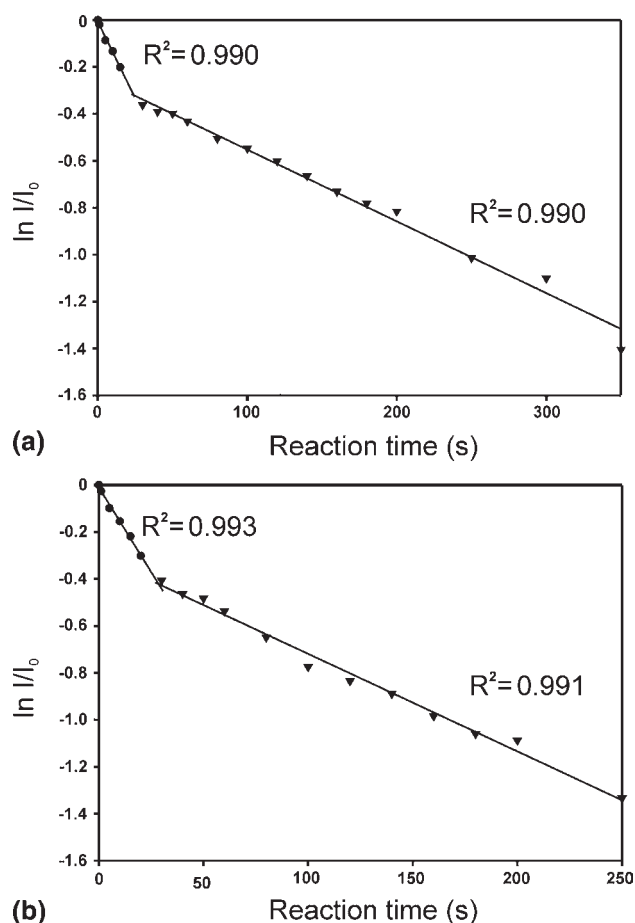 0
-0.2
-0.4
-0.6
-0.8
-1.0
-1.2
-1.4
-1.6
ln I/I₀
R²=0.990
R²=0.990
0 100 200 300
(a) Reaction time (s)
0
-0.2
-0.4
-0.6
-0.8
-1.0
-1.2
-1.4
-1.6
ln I/I₀
R²=0.993
R²=0.991
0 50 100 150 200 250
(b) Reaction time (s)